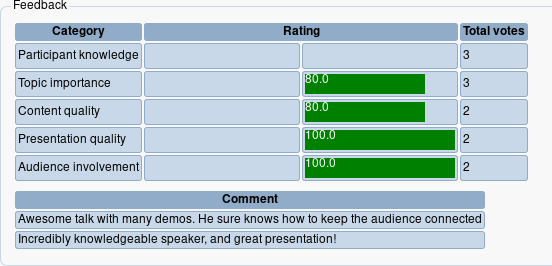 Feedback
Category Rating Total votes
Participant knowledge 3
Topic importance 80.0 3
Content quality 80.0 2
Presentation quality 100.0 2
Audience involvement 100.0 2
Comment
Awesome talk with many demos. He sure knows how to keep the audience connected
Incredibly knowledgeable speaker, and great presentation!